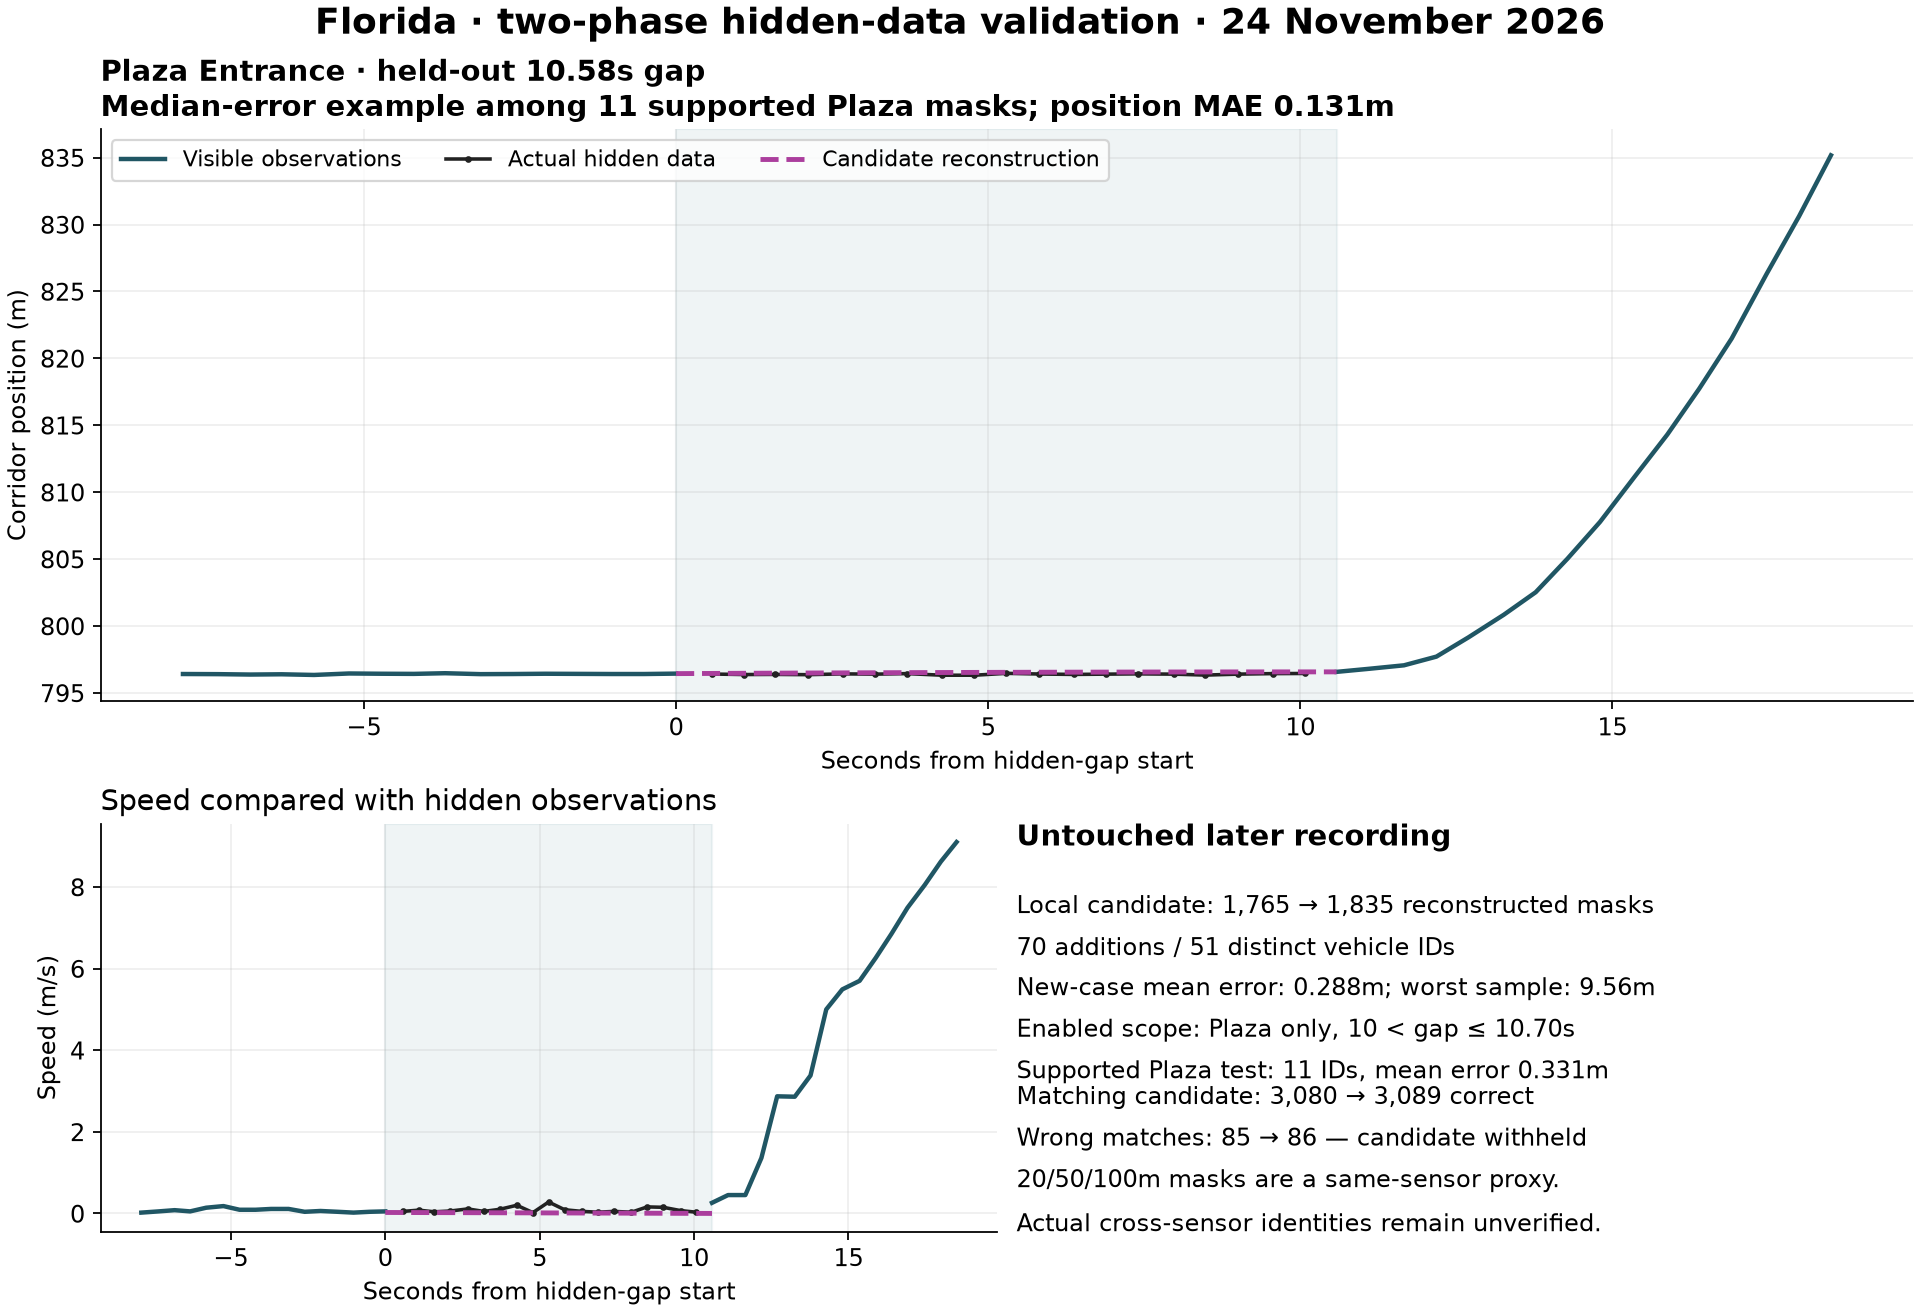 Florida · two-phase hidden-data validation · 24 November 2026
Plaza Entrance · held-out 10.58s gap
Median-error example among 11 supported Plaza masks; position MAE 0.131m
Visible observations
Actual hidden data
Candidate reconstruction
Corridor position (m)
835
830
825
820
815
810
805
800
795
−5
0
5
10
15
Seconds from hidden-gap start
Speed compared with hidden observations
Speed (m/s)
8
6
4
2
0
−5
0
5
10
15
Seconds from hidden-gap start
Untouched later recording
Local candidate: 1,765 → 1,835 reconstructed masks
70 additions / 51 distinct vehicle IDs
New-case mean error: 0.288m; worst sample: 9.56m
Enabled scope: Plaza only, 10 < gap ≤ 10.70s
Supported Plaza test: 11 IDs, mean error 0.331m
Matching candidate: 3,080 → 3,089 correct
Wrong matches: 85 → 86 — candidate withheld
20/50/100m masks are a same-sensor proxy.
Actual cross-sensor identities remain unverified.